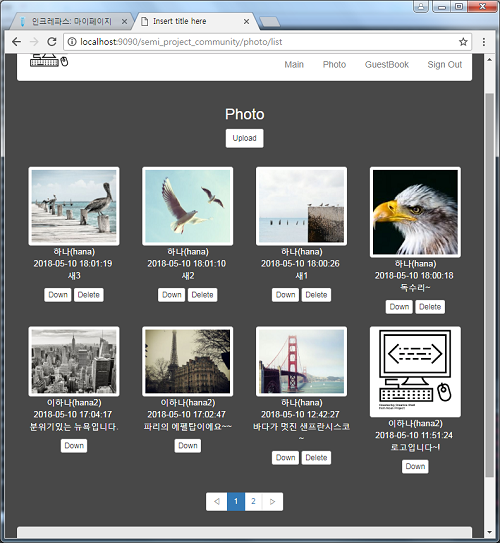 인크레파스: 마이페이지
Insert title here
localhost:9090/semi_project_community/photo/list
Main Photo GuestBook Sign Out
Photo
Upload
하나(hana)
2018-05-10 18:01:19
새3
Down Delete
하나(hana)
2018-05-10 18:01:10
새2
Down Delete
하나(hana)
2018-05-10 18:00:26
새1
Down Delete
하나(hana)
2018-05-10 18:00:18
독수리~
Down Delete
이하나(hana2)
2018-05-10 17:04:17
분위기있는 뉴욕입니다.
Down
이하나(hana2)
2018-05-10 17:02:47
파리의 에펠탑이에요~~
Down
하나(hana)
2018-05-10 12:42:27
바다가 멋진 샌프란시스코
~
Down Delete
이하나(hana2)
2018-05-10 11:51:24
로고입니다~!
Down
< 1 2 >